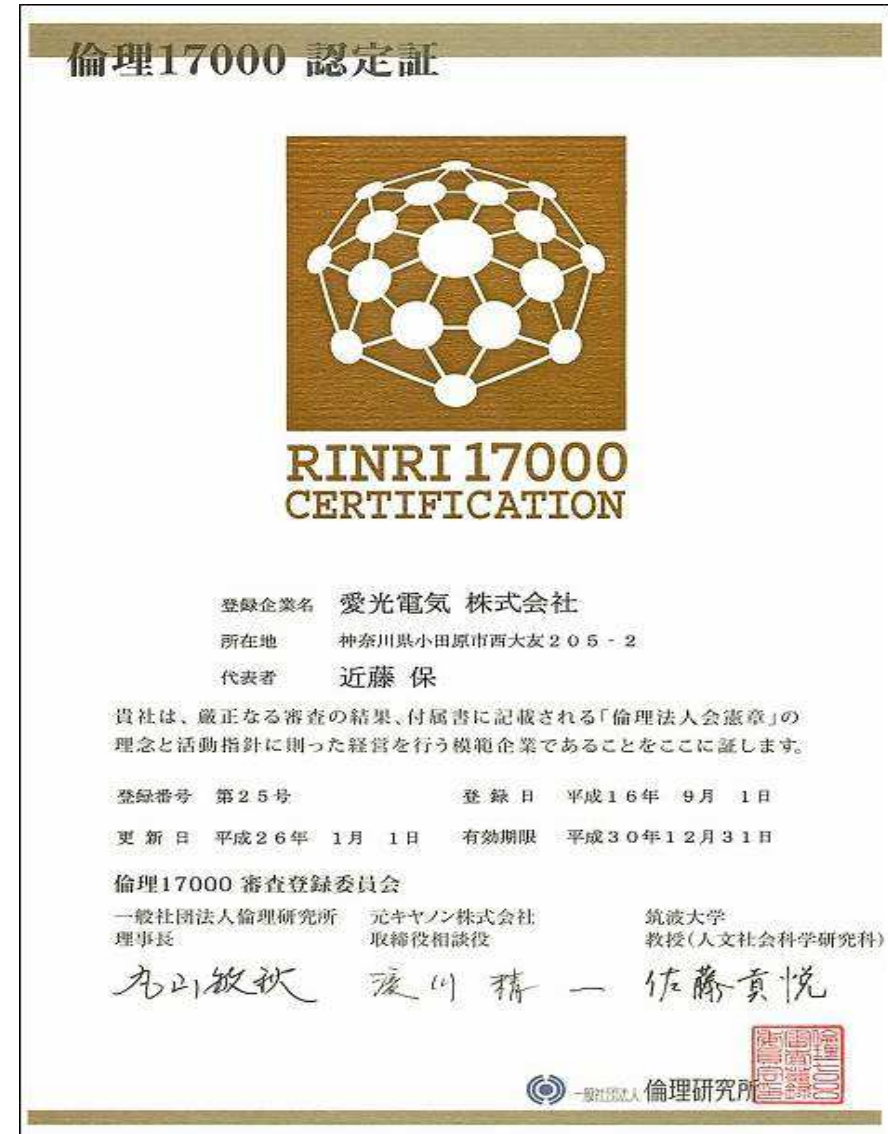 倫理17000 認定証
RINRI 17000
CERTIFICATION
登録企業名 愛光電気 株式会社
所在地 神奈川県小田原市西大友205-2
代表者 近藤 保
貴社は、厳正なる審査の結果、付属書に記載される「倫理法人会憲章」の
理念と活動指針に則った経営を行う模範企業であることをここに証します。
登録番号 第25号 登録日 平成16年 9月 1日
更新日 平成26年 1月 1日 有効期限 平成30年12月31日
倫理17000 審査登録委員会
一般社団法人倫理研究所 元キヤノン株式会社 筑波大学
理事長 取締役相談役 教授(人文社会科学研究科)
丸山敏秋 佐藤貢悦
一般社団法人 倫理研究所